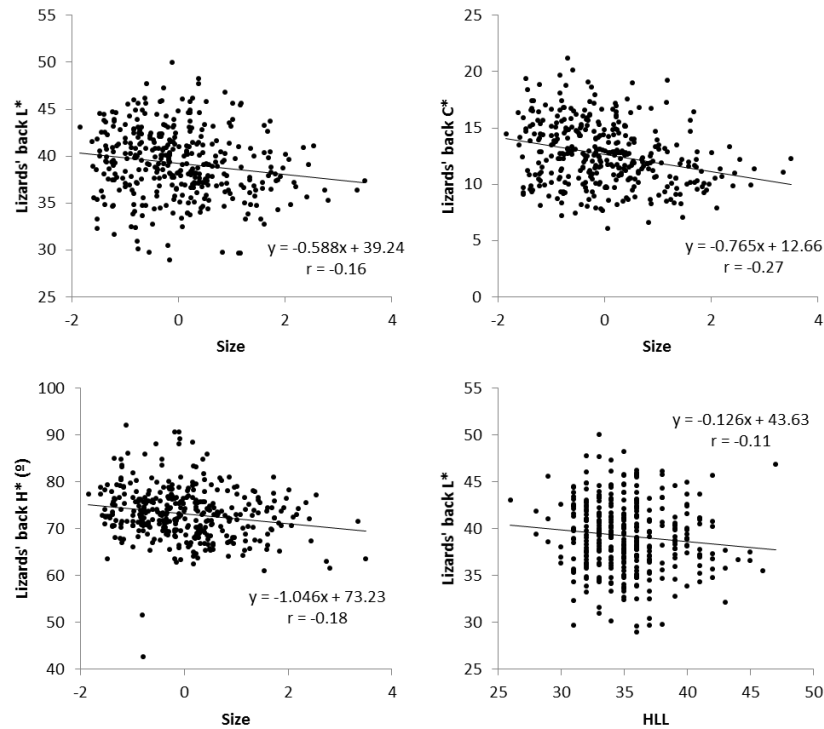 55
50
45
40
35
30
25
-2 0 2 4
Size
Lizards' back L*
y = -0.588x + 39.24
r = -0.16
25
20
15
10
5
0
-2 0 2 4
Size
Lizards' back C*
y = -0.765x + 12.66
r = -0.27
100
90
80
70
60
50
40
-2 0 2 4
Size
Lizards' back H* (º)
y = -1.046x + 73.23
r = -0.18
55
50
45
40
35
30
25
25 30 35 40 45 50
HLL
Lizards' back L*
y = -0.126x + 43.63
r = -0.11